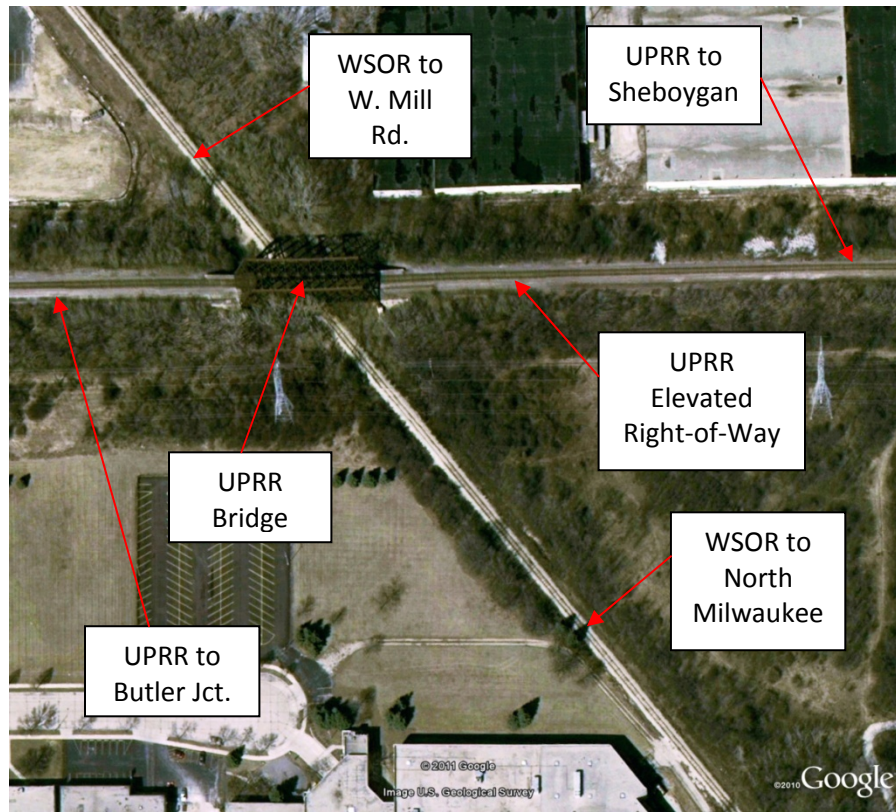 WSOR to
W. Mill
Rd.
UPRR to
Sheboygan
UPRR
Elevated
Right-of-Way
UPRR
Bridge
WSOR to
North
Milwaukee
UPRR to
Butler Jct.
© 2011 Google
Image U.S. Geological Survey
©2010 Google